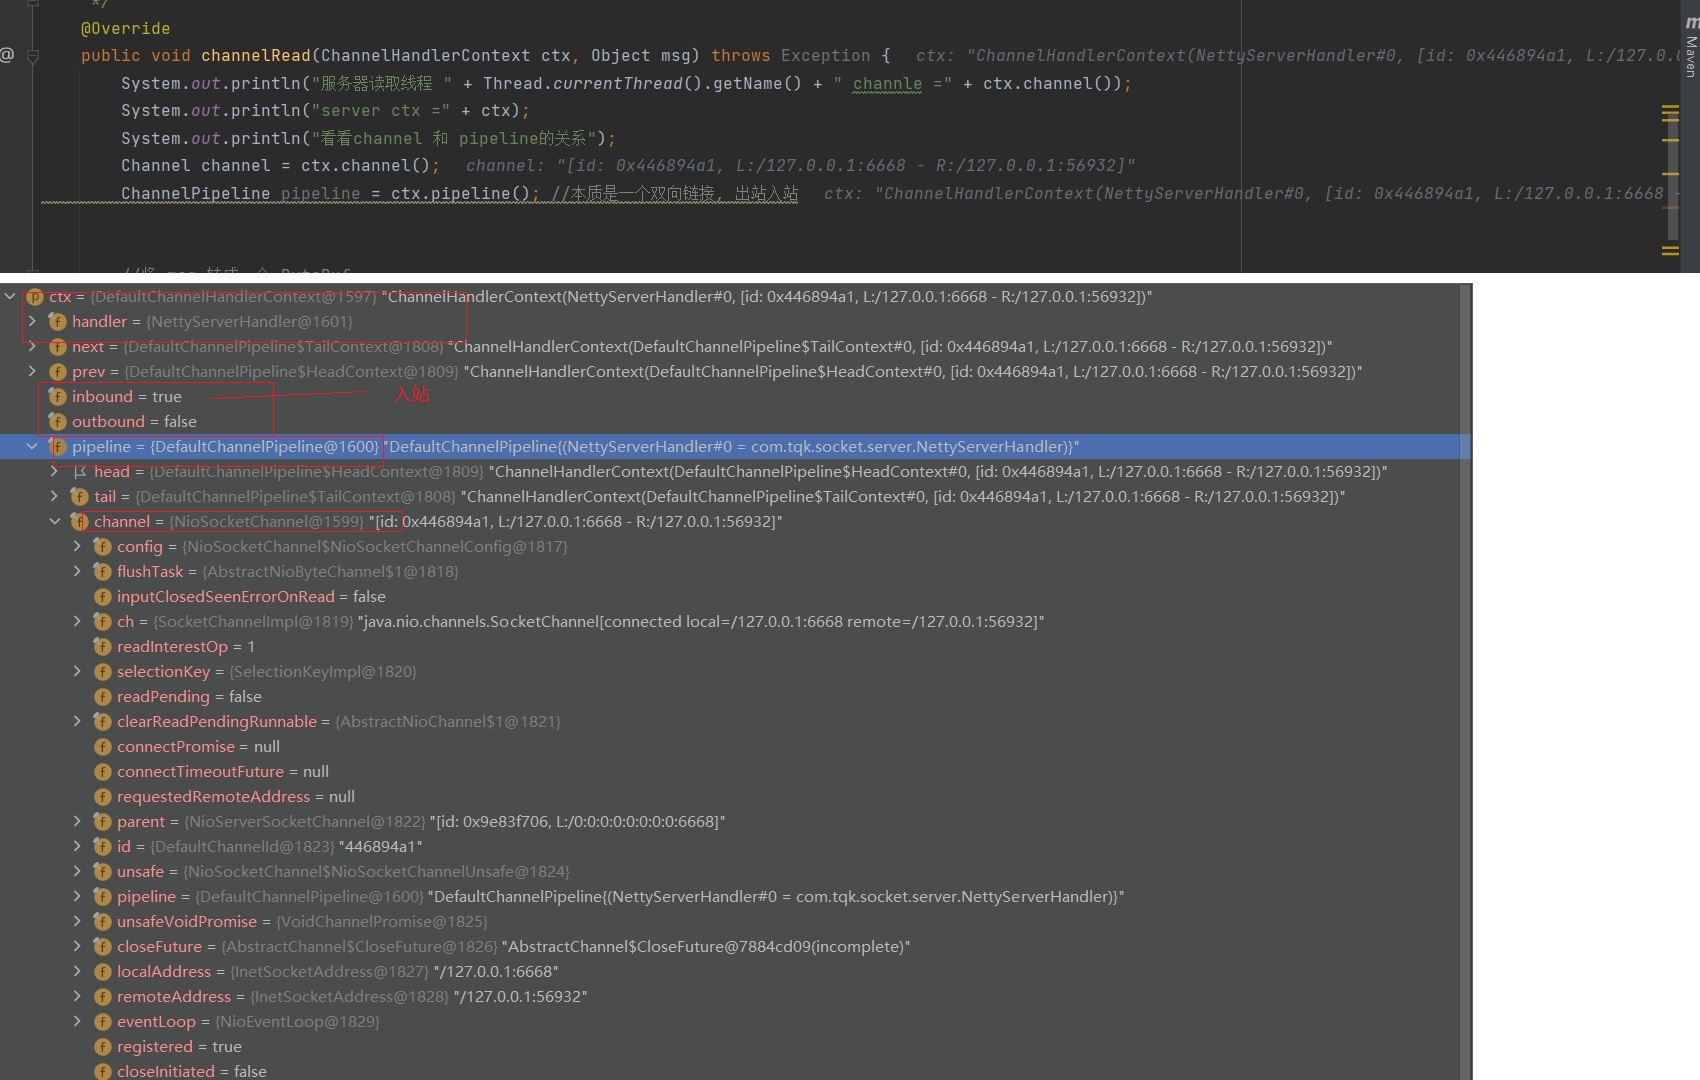 */
@Override
public void channelRead(ChannelHandlerContext ctx, Object msg) throws Exception {   ctx: "ChannelHandlerContext(NettyServerHandler#0, [id: 0x446894a1, L:/127.0.0.1:6
System.out.println("服务器读取线程 " + Thread.currentThread().getName() + " channle =" + ctx.channel());
System.out.println("server ctx =" + ctx);
System.out.println("看看channel 和 pipeline的关系");
Channel channel = ctx.channel();   channel: "[id: 0x446894a1, L:/127.0.0.1:6668 - R:/127.0.0.1:56932]"
ChannelPipeline pipeline = ctx.pipeline(); //本质是一个双向链接, 出站入站   ctx: "ChannelHandlerContext(NettyServerHandler#0, [id: 0x446894a1, L:/127.0.0.1:6668 -
Maven
ctx = {DefaultChannelHandlerContext@1597} "ChannelHandlerContext(NettyServerHandler#0, [id: 0x446894a1, L:/127.0.0.1:6668 - R:/127.0.0.1:56932])"
handler = {NettyServerHandler@1601}
next = {DefaultChannelPipeline$TailContext@1808} "ChannelHandlerContext(DefaultChannelPipeline$TailContext#0, [id: 0x446894a1, L:/127.0.0.1:6668 - R:/127.0.0.1:56932])"
prev = {DefaultChannelPipeline$HeadContext@1809} "ChannelHandlerContext(DefaultChannelPipeline$HeadContext#0, [id: 0x446894a1, L:/127.0.0.1:6668 - R:/127.0.0.1:56932])"
inbound = true
入站
outbound = false
pipeline = {DefaultChannelPipeline@1600} "DefaultChannelPipeline{(NettyServerHandler#0 = com.tqk.socket.server.NettyServerHandler)}"
head = {DefaultChannelPipeline$HeadContext@1809} "ChannelHandlerContext(DefaultChannelPipeline$HeadContext#0, [id: 0x446894a1, L:/127.0.0.1:6668 - R:/127.0.0.1:56932])"
tail = {DefaultChannelPipeline$TailContext@1808} "ChannelHandlerContext(DefaultChannelPipeline$TailContext#0, [id: 0x446894a1, L:/127.0.0.1:6668 - R:/127.0.0.1:56932])"
channel = {NioSocketChannel@1599} "[id: 0x446894a1, L:/127.0.0.1:6668 - R:/127.0.0.1:56932]"
config = {NioSocketChannel$NioSocketChannelConfig@1817}
flushTask = {AbstractNioByteChannel$1@1818}
inputClosedSeenErrorOnRead = false
ch = {SocketChannelImpl@1819} "java.nio.channels.SocketChannel[connected local=/127.0.0.1:6668 remote=/127.0.0.1:56932]"
readInterestOp = 1
selectionKey = {SelectionKeyImpl@1820}
readPending = false
clearReadPendingRunnable = {AbstractNioChannel$1@1821}
connectPromise = null
connectTimeoutFuture = null
requestedRemoteAddress = null
parent = {NioServerSocketChannel@1822} "[id: 0x9e83f706, L:/0:0:0:0:0:0:0:0:6668]"
id = {DefaultChannelId@1823} "446894a1"
unsafe = {NioSocketChannel$NioSocketChannelUnsafe@1824}
pipeline = {DefaultChannelPipeline@1600} "DefaultChannelPipeline{(NettyServerHandler#0 = com.tqk.socket.server.NettyServerHandler)}"
unsafeVoidPromise = {VoidChannelPromise@1825}
closeFuture = {AbstractChannel$CloseFuture@1826} "AbstractChannel$CloseFuture@7884cd09(incomplete)"
localAddress = {InetSocketAddress@1827} "/127.0.0.1:6668"
remoteAddress = {InetSocketAddress@1828} "/127.0.0.1:56932"
eventLoop = {NioEventLoop@1829}
registered = true
closeInitiated = false